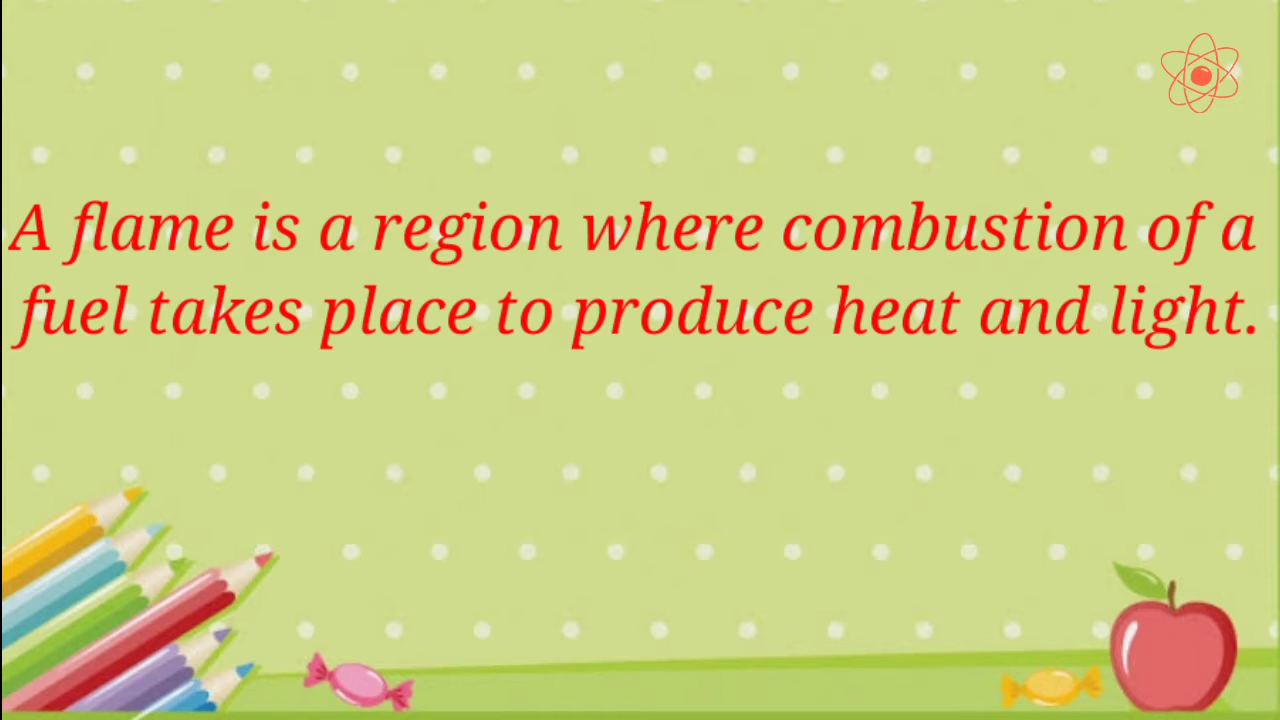 A flame is a region where combustion of a
fuel takes place to produce heat and light.